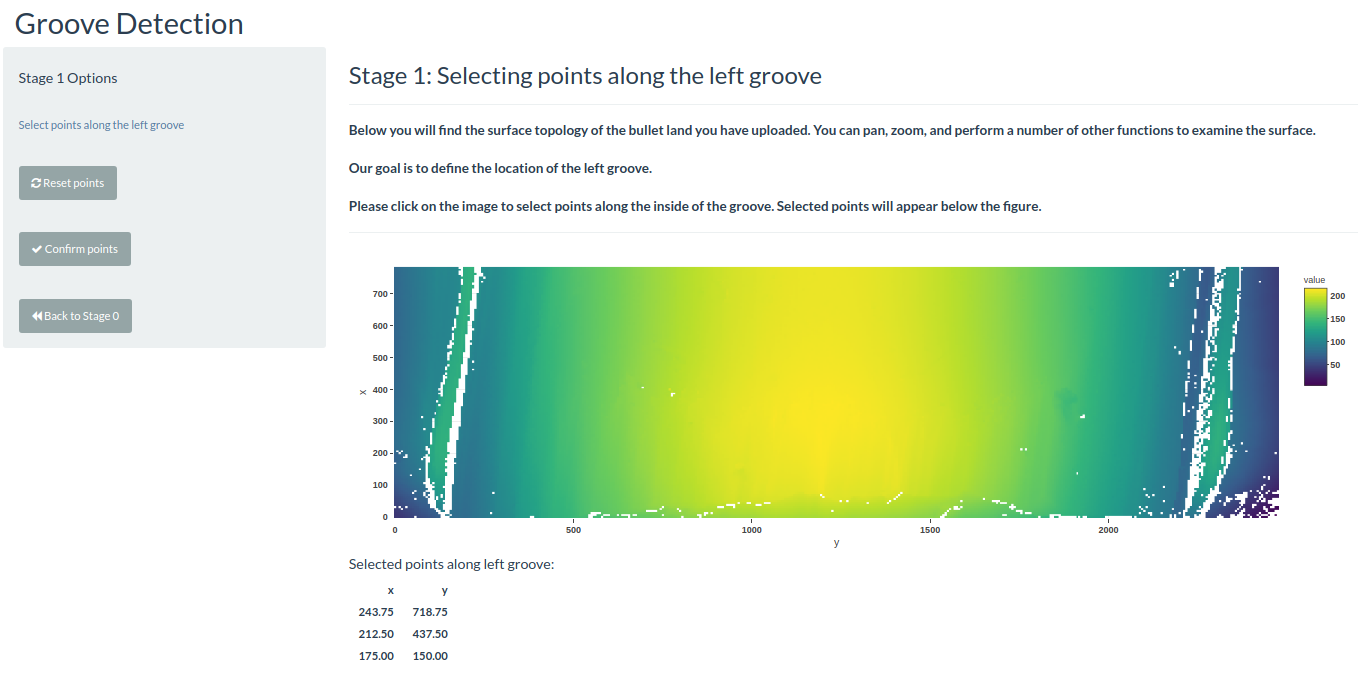 Groove Detection
Stage 1 Options
Select points along the left groove
Reset points
Confirm points
Back to Stage 0
Stage 1: Selecting points along the left groove
Below you will find the surface topology of the bullet land you have uploaded. You can pan, zoom, and perform a number of other functions to examine the surface.
Our goal is to define the location of the left groove.
Please click on the image to select points along the inside of the groove. Selected points will appear below the figure.
700
600
500
400
300
200
100
0
x
0 500 1000 1500 2000
y
value
200
150
100
50
Selected points along left groove:
x y
243.75 718.75
212.50 437.50
175.00 150.00